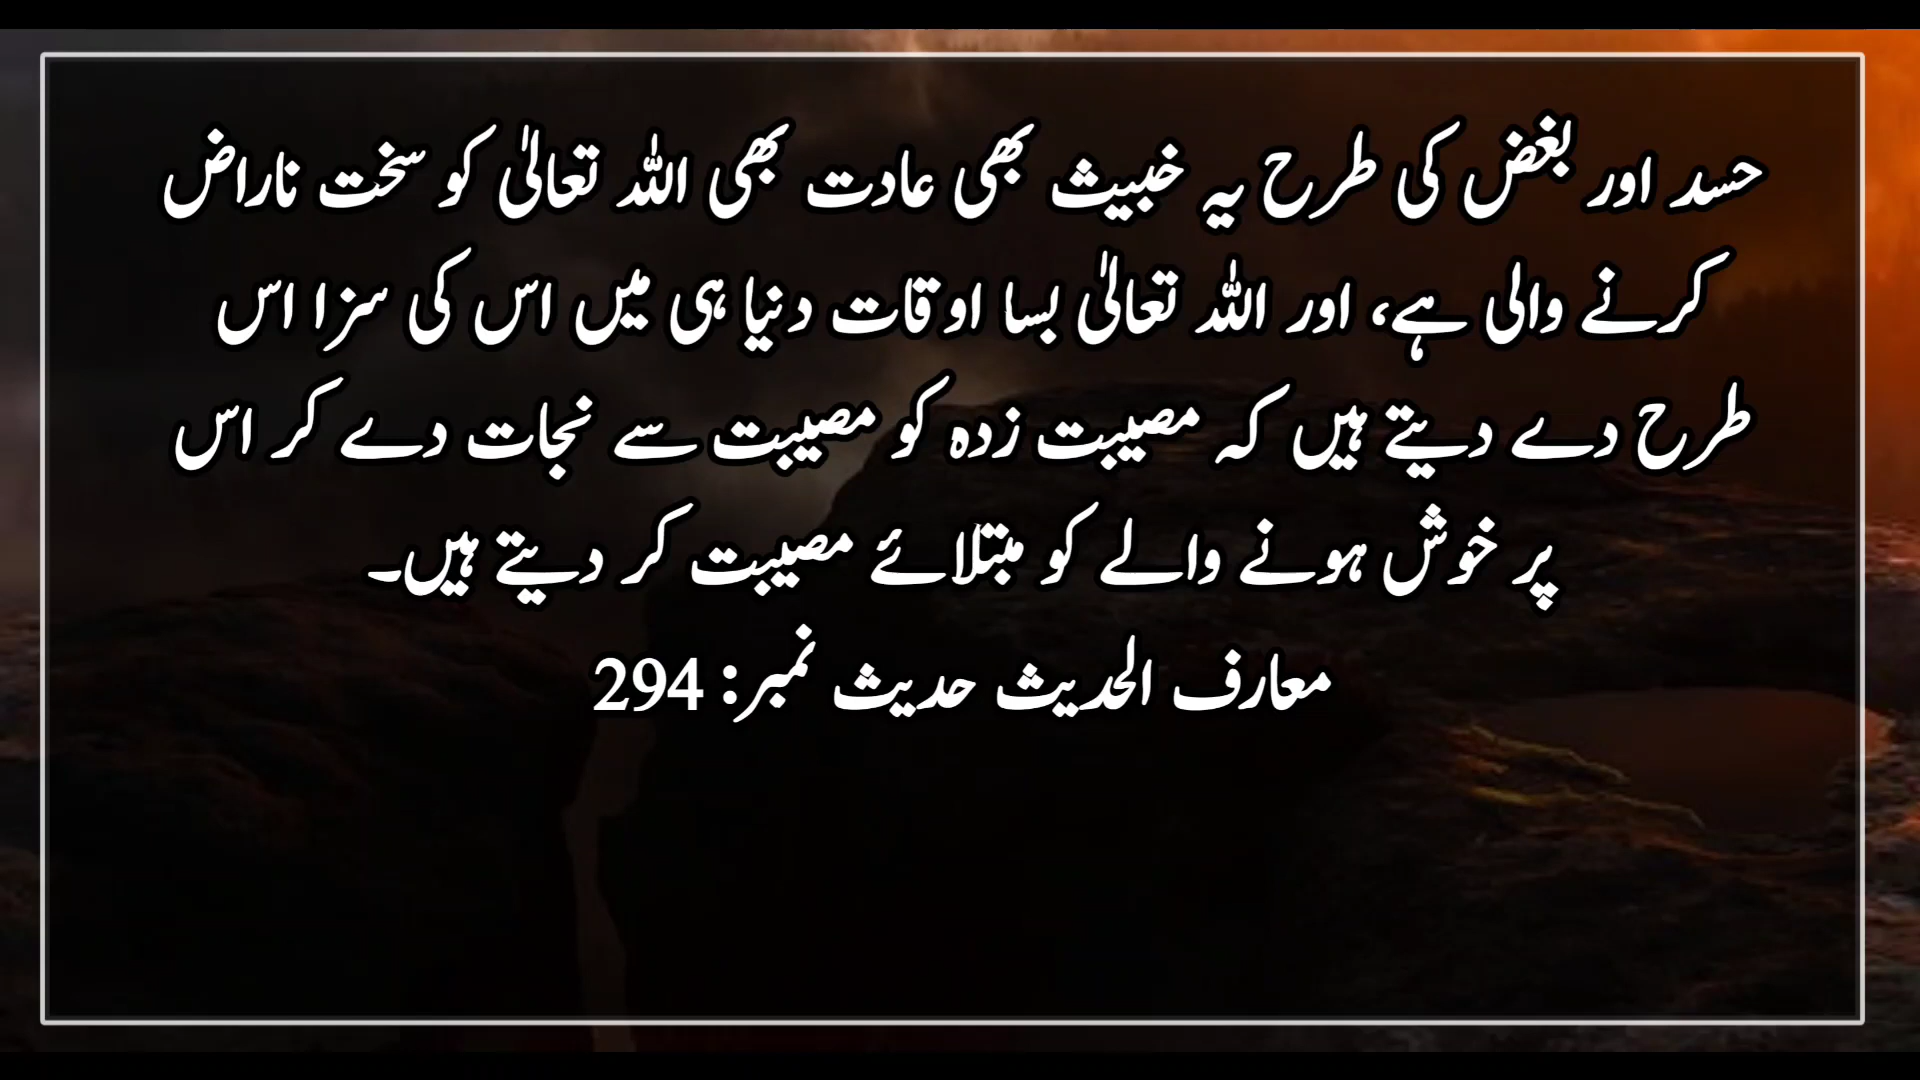 حسد اور بغض کی طرح یہ خبیث بھی عادت بھی اللہ تعالیٰ کو سخت ناراض
کرنے والی ہے، اور اللہ تعالیٰ بسا اوقات دنیا ہی میں اس کی سزا اس
طرح دے دیتے ہیں کہ مصیبت زدہ کو مصیبت سے نجات دے کر اس
پر خوش ہونے والے کو مبتلائے مصیبت کر دیتے ہیں۔
معارف الحدیث حدیث نمبر: 294